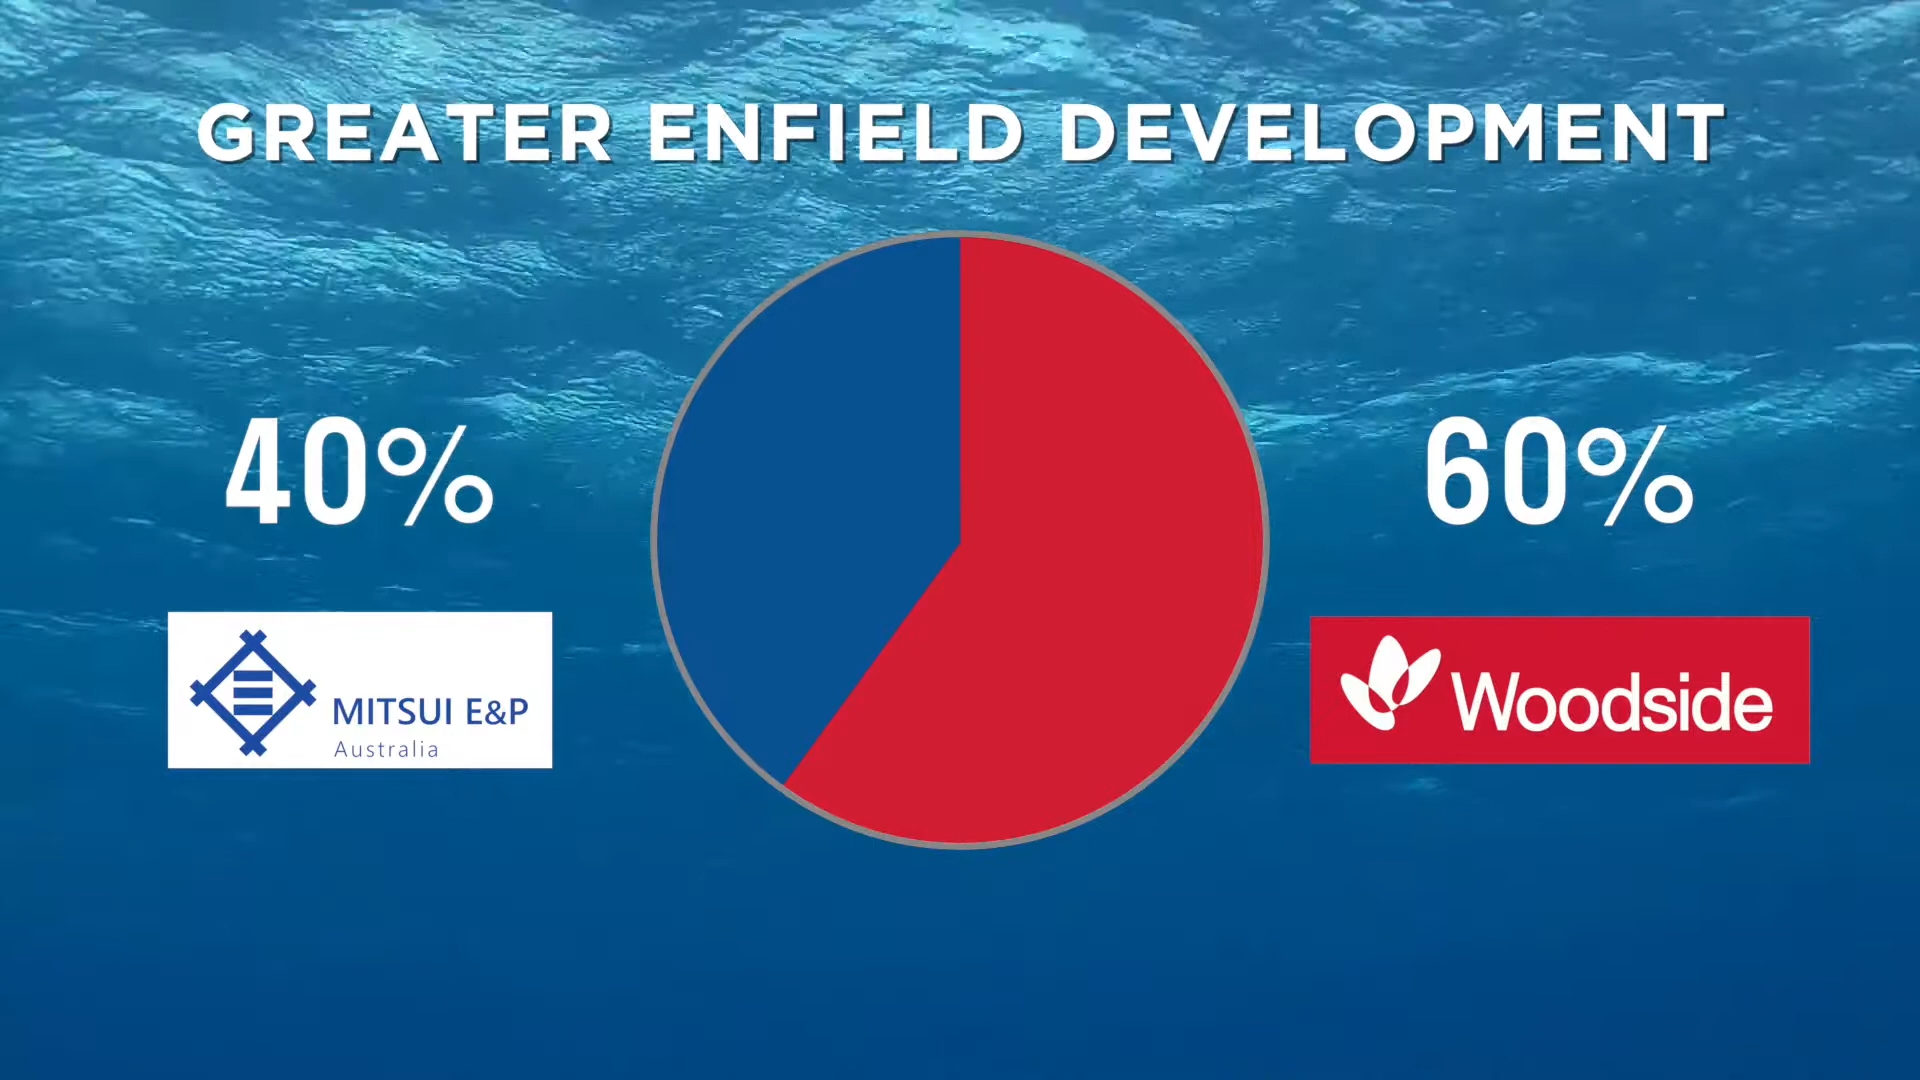 GREATER ENFIELD DEVELOPMENT
40%
60%
MITSUI E&P
Australia
Woodside